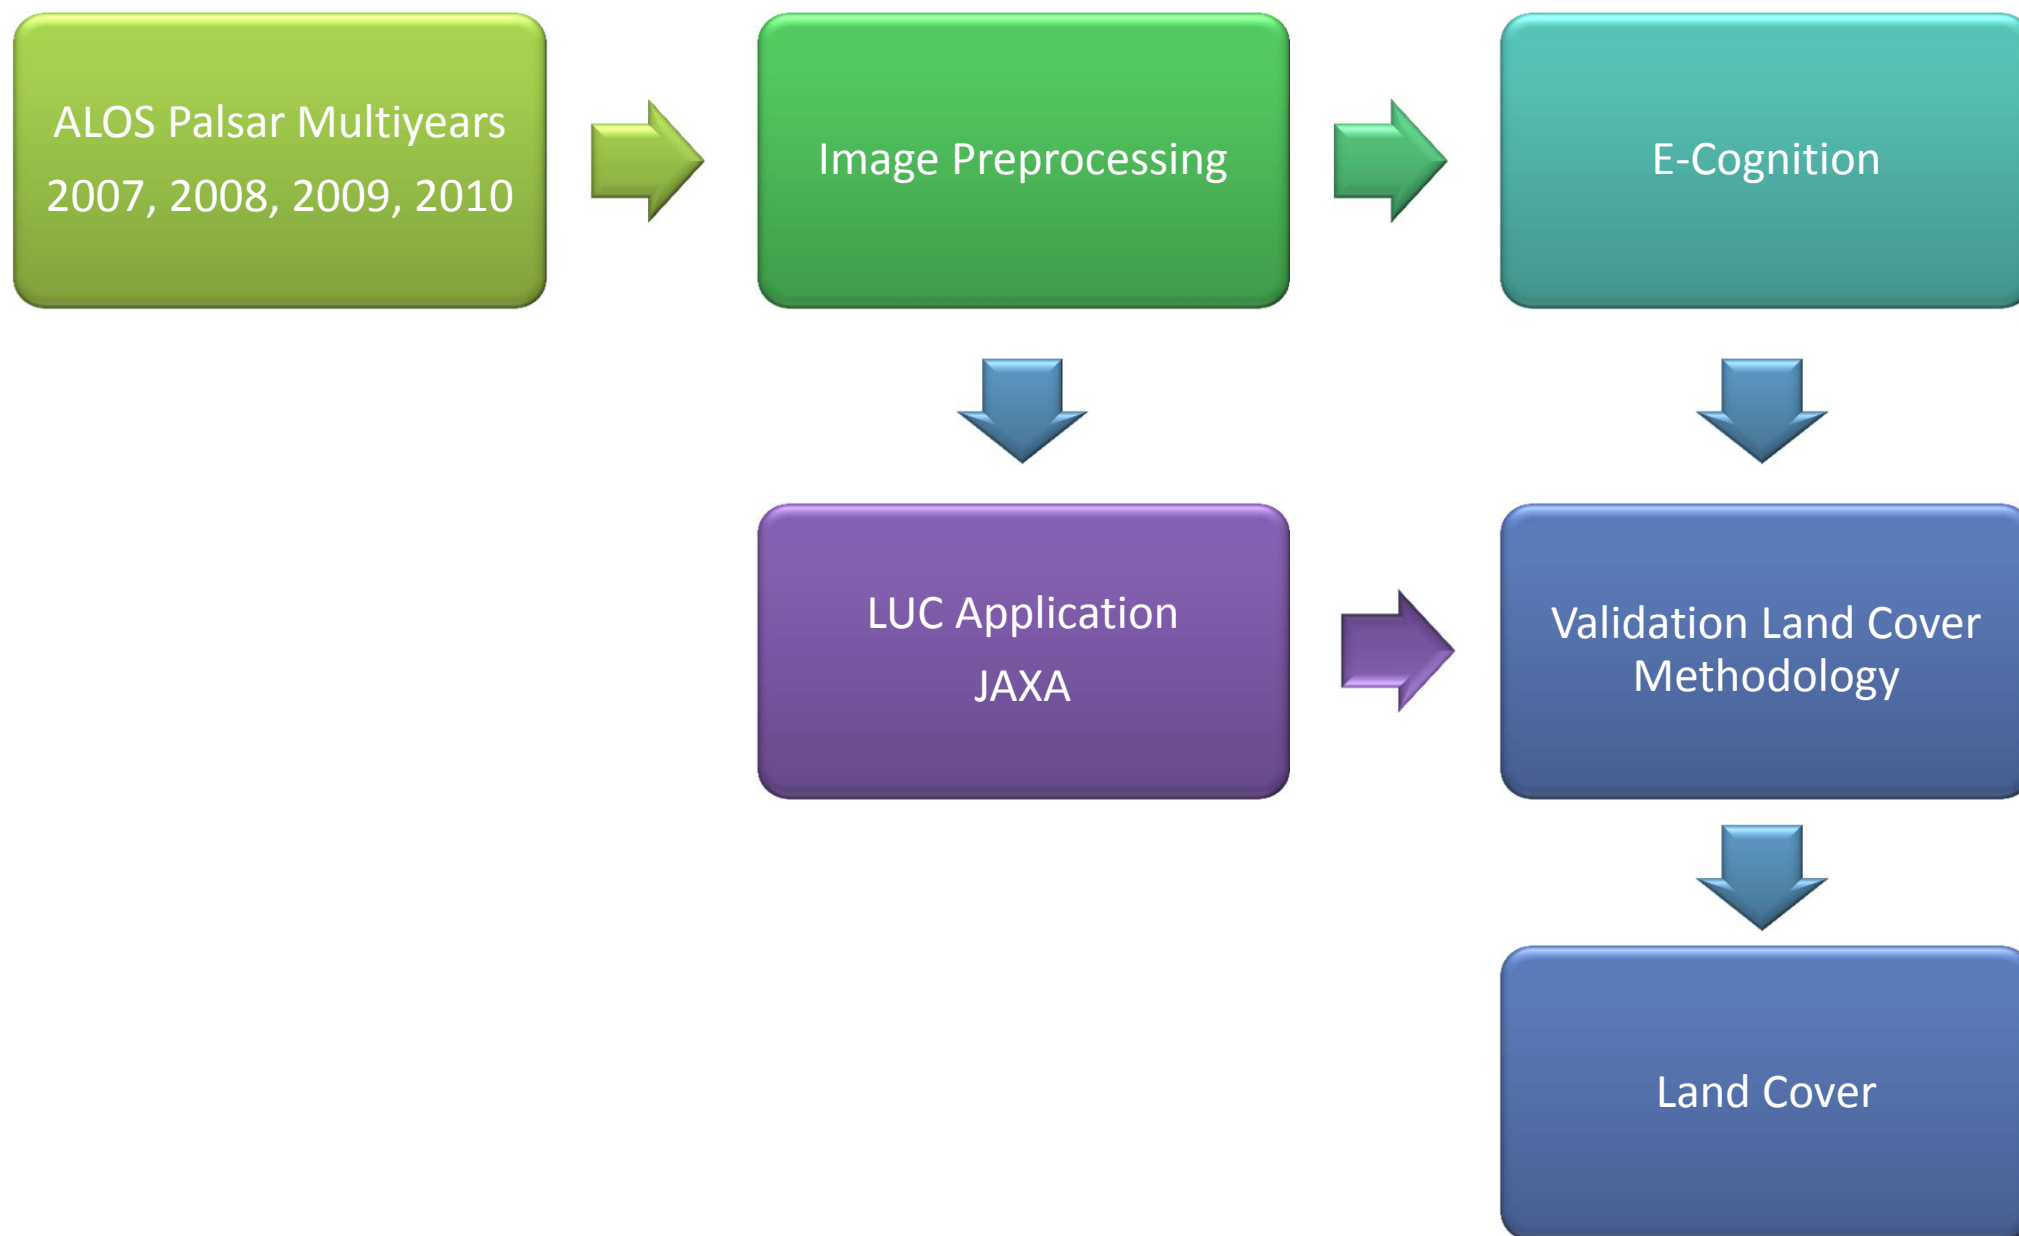 ALOS Palsar Multiyears
2007, 2008, 2009, 2010
Image Preprocessing
E-Cognition
LUC Application
JAXA
Validation Land Cover
Methodology
Land Cover